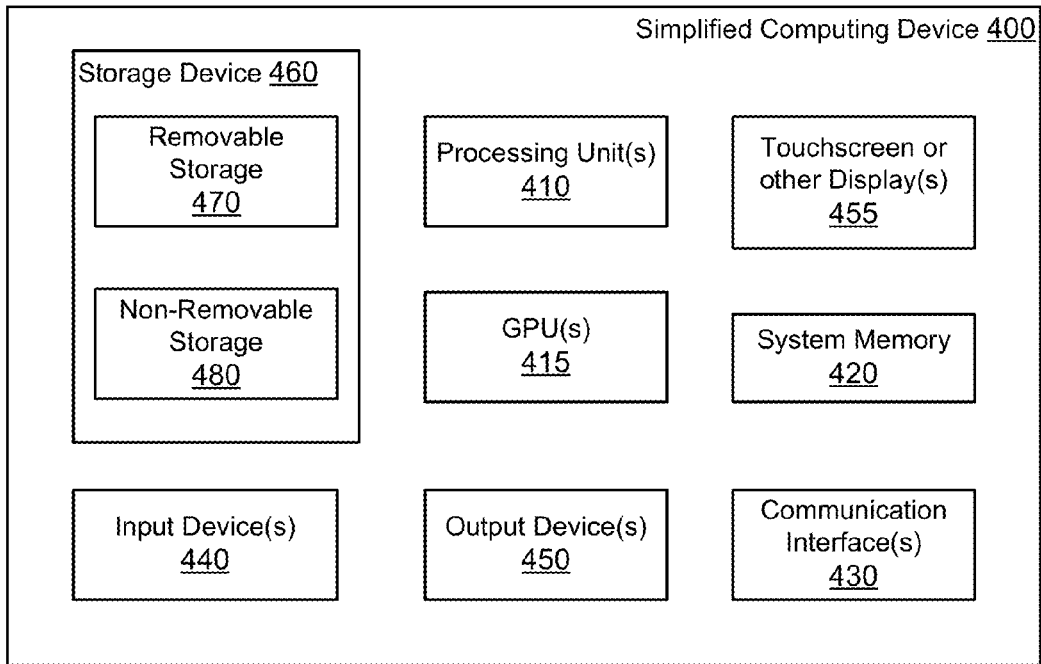 Simplified Computing Device 400
Storage Device 460
Removable
Storage
470
Non-Removable
Storage
480
Processing Unit(s)
410
Touchscreen or
other Display(s)
455
GPU(s)
415
System Memory
420
Input Device(s)
440
Output Device(s)
450
Communication
Interface(s)
430